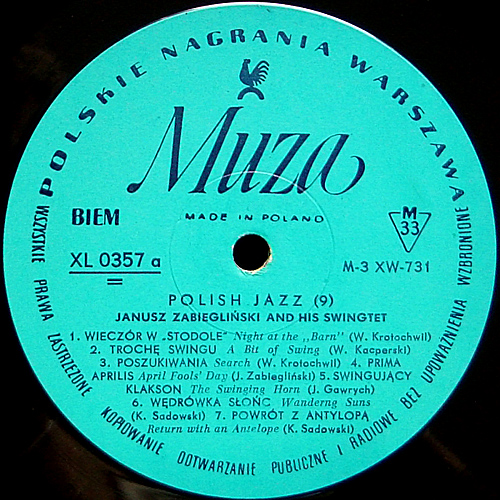 POLSKIE NAGRANIA WARSZAWA
Muza
BIEM
MADE IN POLAND
M
33
XL 0357 a
M-3 XW-731
POLISH JAZZ (9)
JANUSZ ZABIEGLIŃSKI AND HIS SWINGTET
1. WIECZÓR W „STODOLE" Night at the „Barn" (W. Krotochwil)
2. TROCHĘ SWINGU A Bit of Swing (W. Kacperski)
3. POSZUKIWANIA Search (W. Krotochwil) 4. PRIMA
APRILIS April Fools' Day (J. Zabiegliński) 5. SWINGUJĄCY
KLAKSON The Swinging Horn (J. Gawrych)
6. WĘDRÓWKA SŁOŃC Wanderng Suns
(K. Sadowski) 7. POWRÓT Z ANTYLOPĄ
Return with an Antelope (K. Sadowski)
WSZYSTKIE PRAWA ZASTRZEŻONE KOPIOWANIE ODTWARZANIE PUBLICZNE I RADIOWE BEZ UPOWAŻNIENIA WZBRONIONE